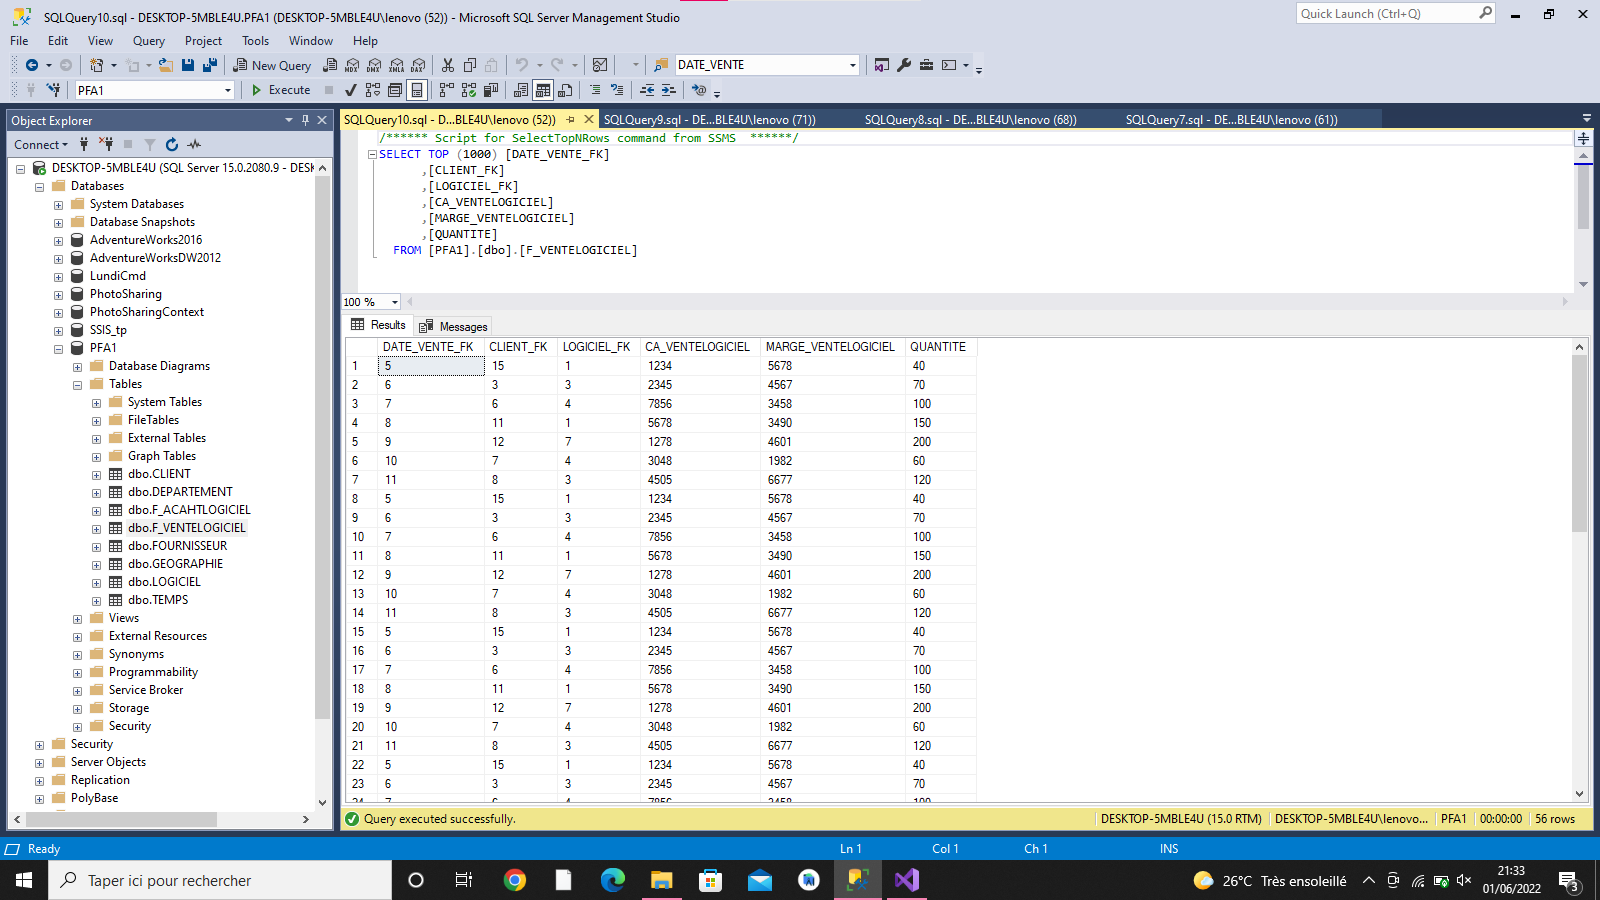 SQLQuery10.sql - DESKTOP-5MBLE4U.PFA1 (DESKTOP-5MBLE4U\lenovo (52)) - Microsoft SQL Server Management Studio
Quick Launch (Ctrl+Q)
File Edit View Query Project Tools Window Help
New Query MDX DMX XMLA DAX DATE_VENTE
PFA1 Execute
Object Explorer
SQLQuery10.sql - D...BLE4U\lenovo (52)) SQLQuery9.sql - DE...BLE4U\lenovo (71)) SQLQuery8.sql - DE...BLE4U\lenovo (68)) SQLQuery7.sql - DE...BLE4U\lenovo (61))
Connect
DESKTOP-5MBLE4U (SQL Server 15.0.2080.9 - DESK
Databases
System Databases
Database Snapshots
AdventureWorks2016
AdventureWorksDW2012
LundiCmd
PhotoSharing
PhotoSharingContext
SSIS_tp
PFA1
Database Diagrams
Tables
System Tables
FileTables
External Tables
Graph Tables
dbo.CLIENT
dbo.DEPARTEMENT
dbo.F_ACAHTLOGICIEL
dbo.F_VENTELOGICIEL
dbo.FOURNISSEUR
dbo.GEOGRAPHIE
dbo.LOGICIEL
dbo.TEMPS
Views
External Resources
Synonyms
Programmability
Service Broker
Storage
Security
Security
Server Objects
Replication
PolyBase
/****** Script for SelectTopNRows command from SSMS ******/
SELECT TOP (1000) [DATE_VENTE_FK]
,[CLIENT_FK]
,[LOGICIEL_FK]
,[CA_VENTELOGICIEL]
,[MARGE_VENTELOGICIEL]
,[QUANTITE]
FROM [PFA1].[dbo].[F_VENTELOGICIEL]
100 %
Results Messages
DATE_VENTE_FK CLIENT_FK LOGICIEL_FK CA_VENTELOGICIEL MARGE_VENTELOGICIEL QUANTITE
1 5 15 1 1234 5678 40
2 6 3 3 2345 4567 70
3 7 6 4 7856 3458 100
4 8 11 1 5678 3490 150
5 9 12 7 1278 4601 200
6 10 7 4 3048 1982 60
7 11 8 3 4505 6677 120
8 5 15 1 1234 5678 40
9 6 3 3 2345 4567 70
10 7 6 4 7856 3458 100
11 8 11 1 5678 3490 150
12 9 12 7 1278 4601 200
13 10 7 4 3048 1982 60
14 11 8 3 4505 6677 120
15 5 15 1 1234 5678 40
16 6 3 3 2345 4567 70
17 7 6 4 7856 3458 100
18 8 11 1 5678 3490 150
19 9 12 7 1278 4601 200
20 10 7 4 3048 1982 60
21 11 8 3 4505 6677 120
22 5 15 1 1234 5678 40
23 6 3 3 2345 4567 70
24 7 6 4 7856 3458 100
Query executed successfully. DESKTOP-5MBLE4U (15.0 RTM) DESKTOP-5MBLE4U\lenovo... PFA1 00:00:00 56 rows
Ready Ln 1 Col 1 Ch 1 INS
Taper ici pour rechercher
26°C Très ensoleillé
21:33
01/06/2022
3